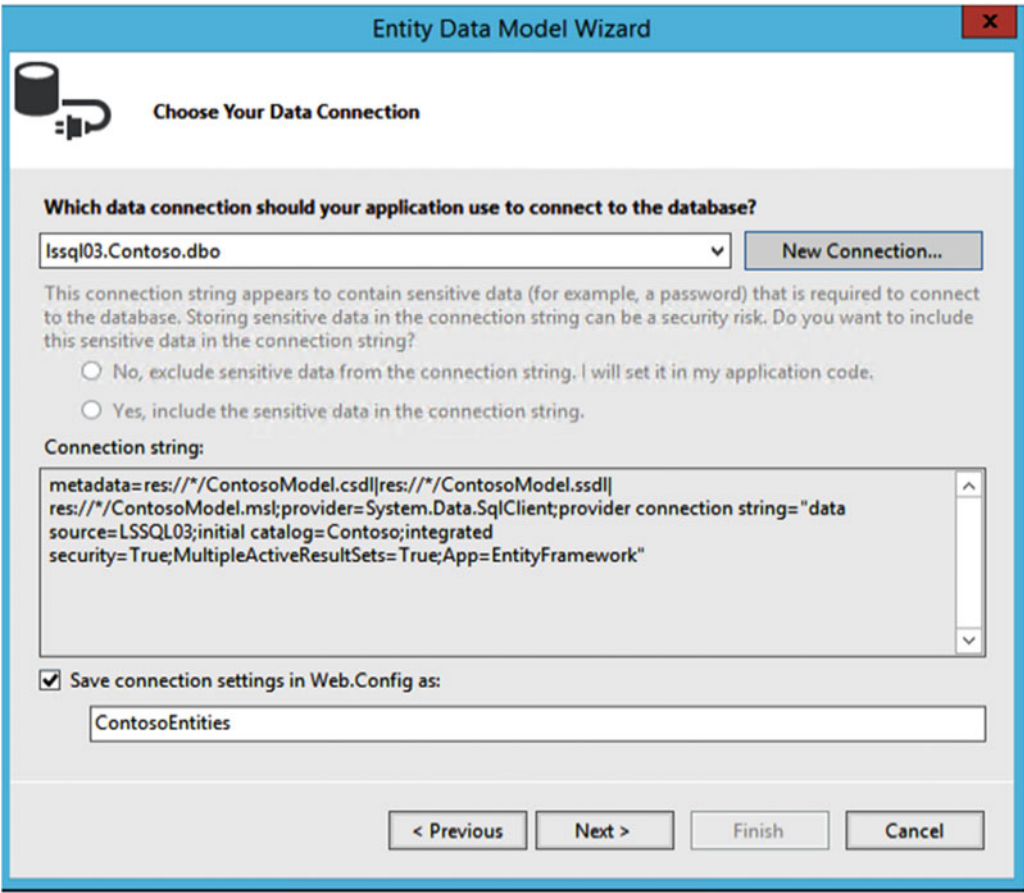 Entity Data Model Wizard
x
Choose Your Data Connection
Which data connection should your application use to connect to the database?
lssql03.Contoso.dbo
New Connection...
This connection string appears to contain sensitive data (for example, a password) that is required to connect
to the database. Storing sensitive data in the connection string can be a security risk. Do you want to include
this sensitive data in the connection string?
No, exclude sensitive data from the connection string. I will set it in my application code.
Yes, include the sensitive data in the connection string.
Connection string:
metadata=res://*/ContosoModel.csdl|res://*/ContosoModel.ssdl|
res://*/ContosoModel.msl;provider=System.Data.SqlClient;provider connection string="data
source=LSSQL03;initial catalog=Contoso;integrated
security=True;MultipleActiveResultSets=True;App=EntityFramework"
Save connection settings in Web.Config as:
ContosoEntities
< Previous
Next >
Finish
Cancel